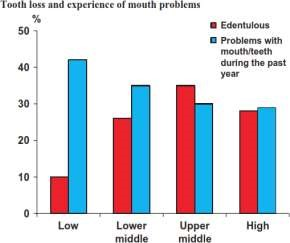 Tooth loss and experience of mouth problems
%
50
40
30
20
10
0
Edentulous
Problems with
mouth/teeth
during the past
year
Low
Lower
middle
Upper
middle
High